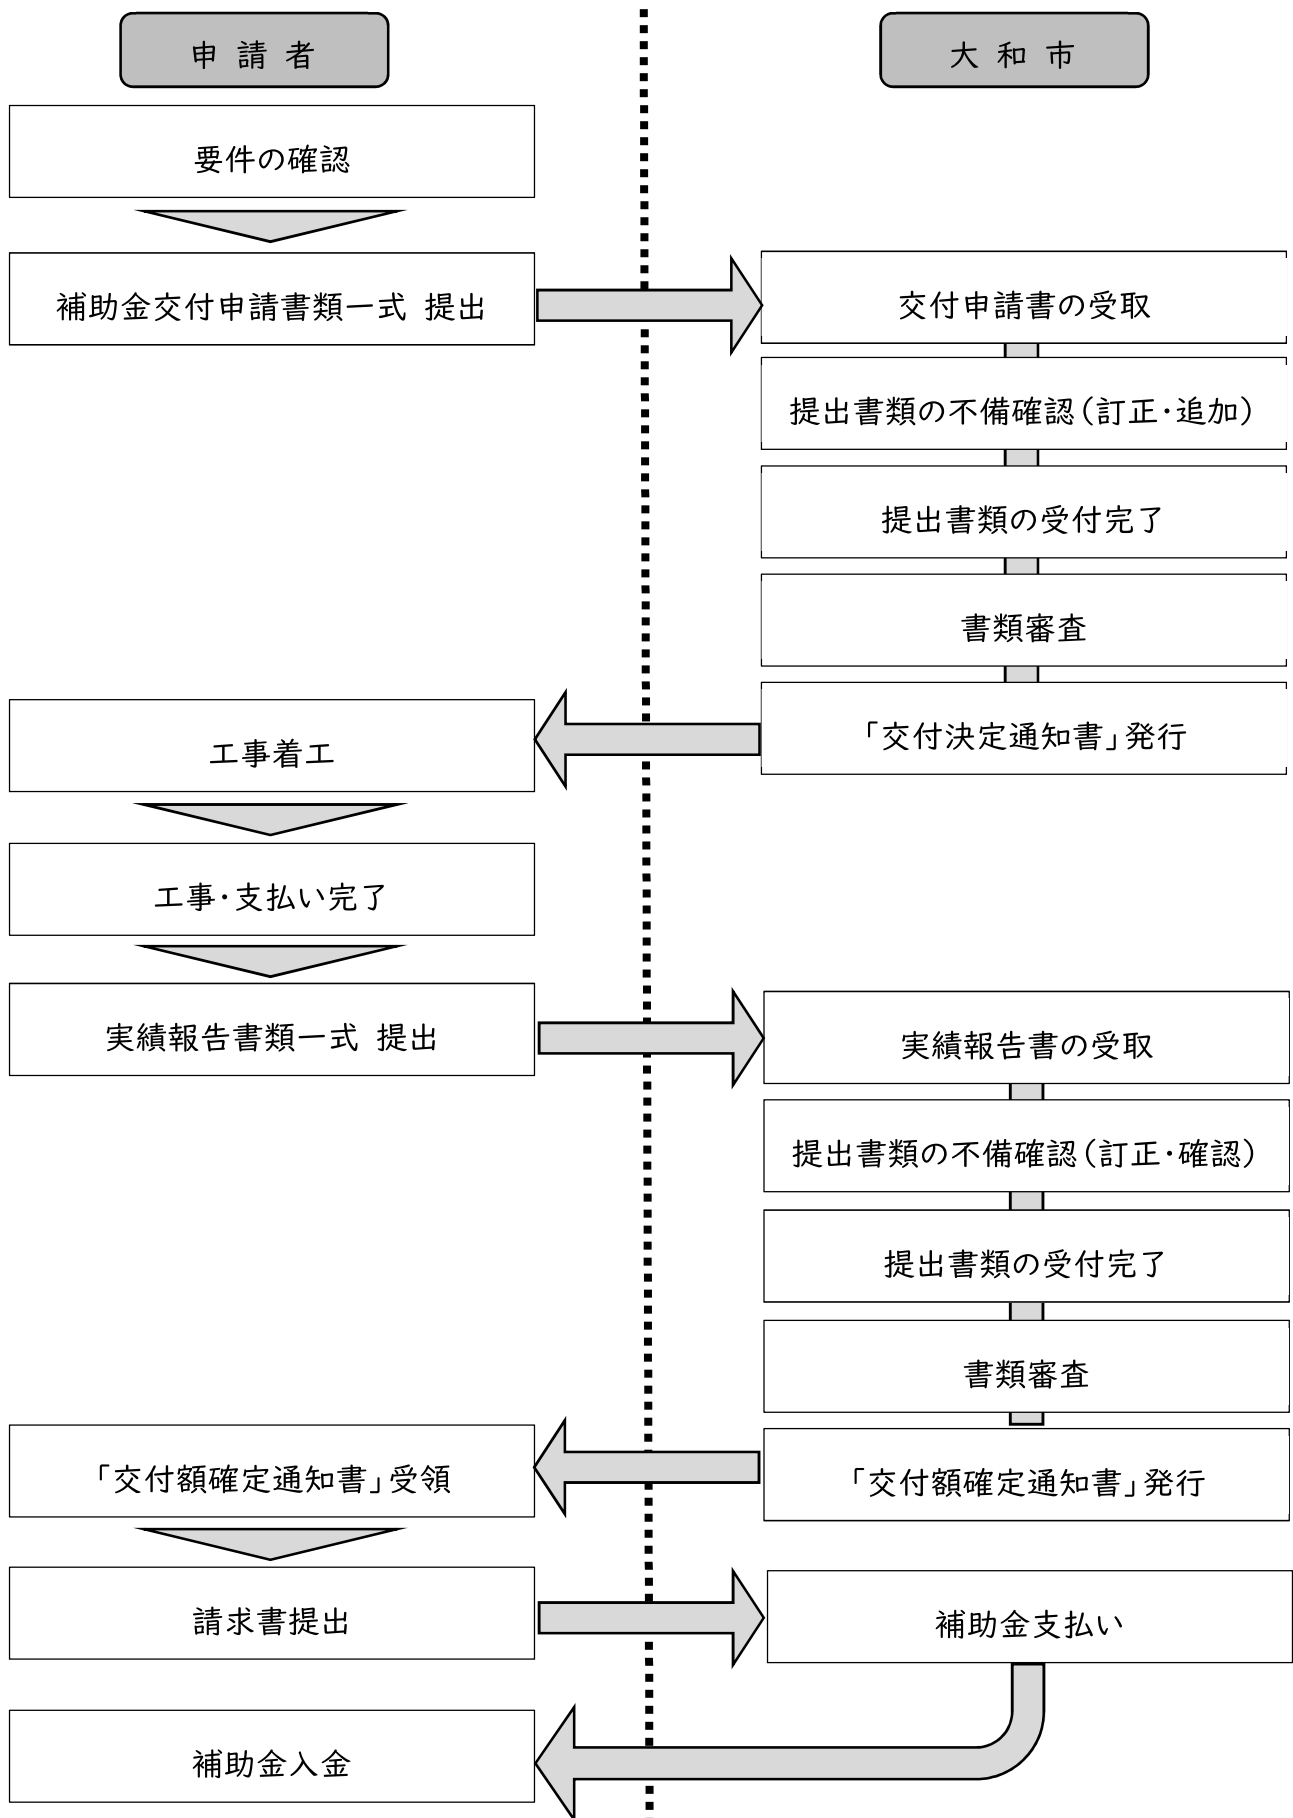 申請者
大和市
要件の確認
補助金交付申請書類一式 提出
交付申請書の受取
提出書類の不備確認（訂正・追加）
提出書類の受付完了
書類審査
「交付決定通知書」発行
工事着工
工事・支払い完了
実績報告書類一式 提出
実績報告書の受取
提出書類の不備確認（訂正・確認）
提出書類の受付完了
書類審査
「交付額確定通知書」発行
「交付額確定通知書」受領
請求書提出
補助金支払い
補助金入金